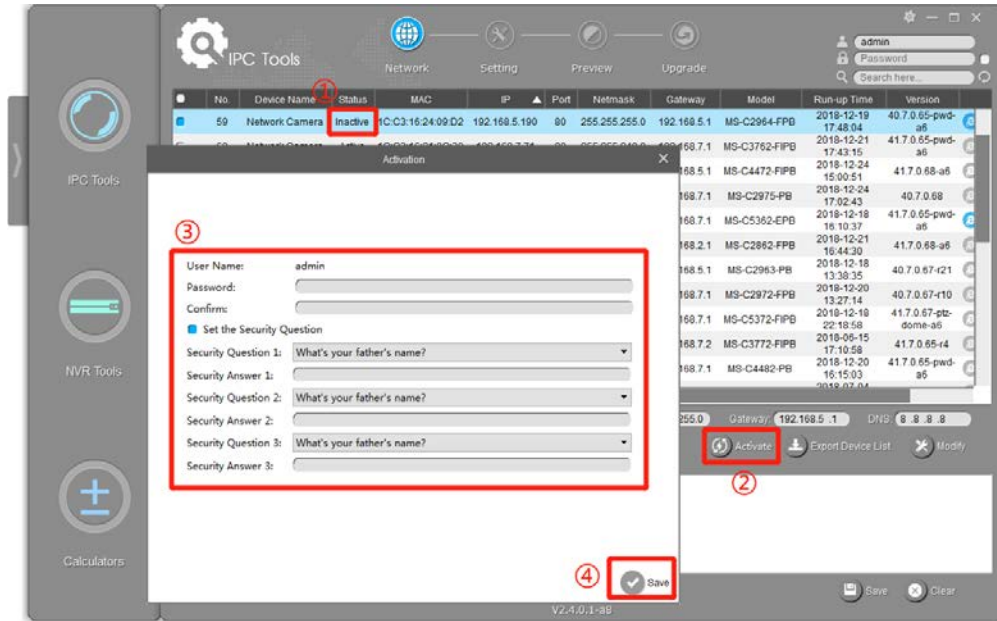 IPC Tools
Network
Setting
Preview
Upgrade
admin
Password
Search here...
①
No. Device Name Status MAC IP Port Netmask Gateway Model Run-up Time Version
59 Network Camera Inactive 1C:C3:16:24:09:D2 192.168.5.190 80 255.255.255.0 192.168.5.1 MS-C2964-FPB 2018-12-19 17:48:04 40.7.0.65-pwd-a6
168.7.1 MS-C3762-FIPB 2018-12-21 17:43:15 41.7.0.65-pwd-a6
168.5.1 MS-C4472-FIPB 2018-12-24 15:00:51 41.7.0.68-a6
168.7.1 MS-C2975-PB 2018-12-24 17:02:43 40.7.0.68
168.7.1 MS-C5362-EPB 2018-12-18 16:10:37 41.7.0.65-pwd-a6
168.2.1 MS-C2862-FPB 2018-12-21 16:44:30 41.7.0.68-a6
168.5.1 MS-C2963-PB 2018-12-18 13:38:35 40.7.0.67-r21
168.7.1 MS-C2972-FPB 2018-12-20 13:27:14 40.7.0.67-r10
168.7.1 MS-C5372-FIPB 2018-12-18 22:18:58 41.7.0.67-ptz-dome-a6
168.7.2 MS-C3772-FIPB 2018-06-15 17:10:58 41.7.0.65-r4
168.7.1 MS-C4482-PB 2018-12-20 16:15:03 41.7.0.65-pwd-a6
2018-07-04
Activation
③
User Name: admin
Password:
Confirm:
Set the Security Question
Security Question 1: What's your father's name?
Security Answer 1:
Security Question 2: What's your father's name?
Security Answer 2:
Security Question 3: What's your father's name?
Security Answer 3:
④
Save
255.0 Gateway: 192.168.5 .1 DNS: 8 .8 .8 .8
Activate
Export Device List
Modify
②
Save
Clear
V2.4.0.1-a8
IPC Tools
NVR Tools
Calculators